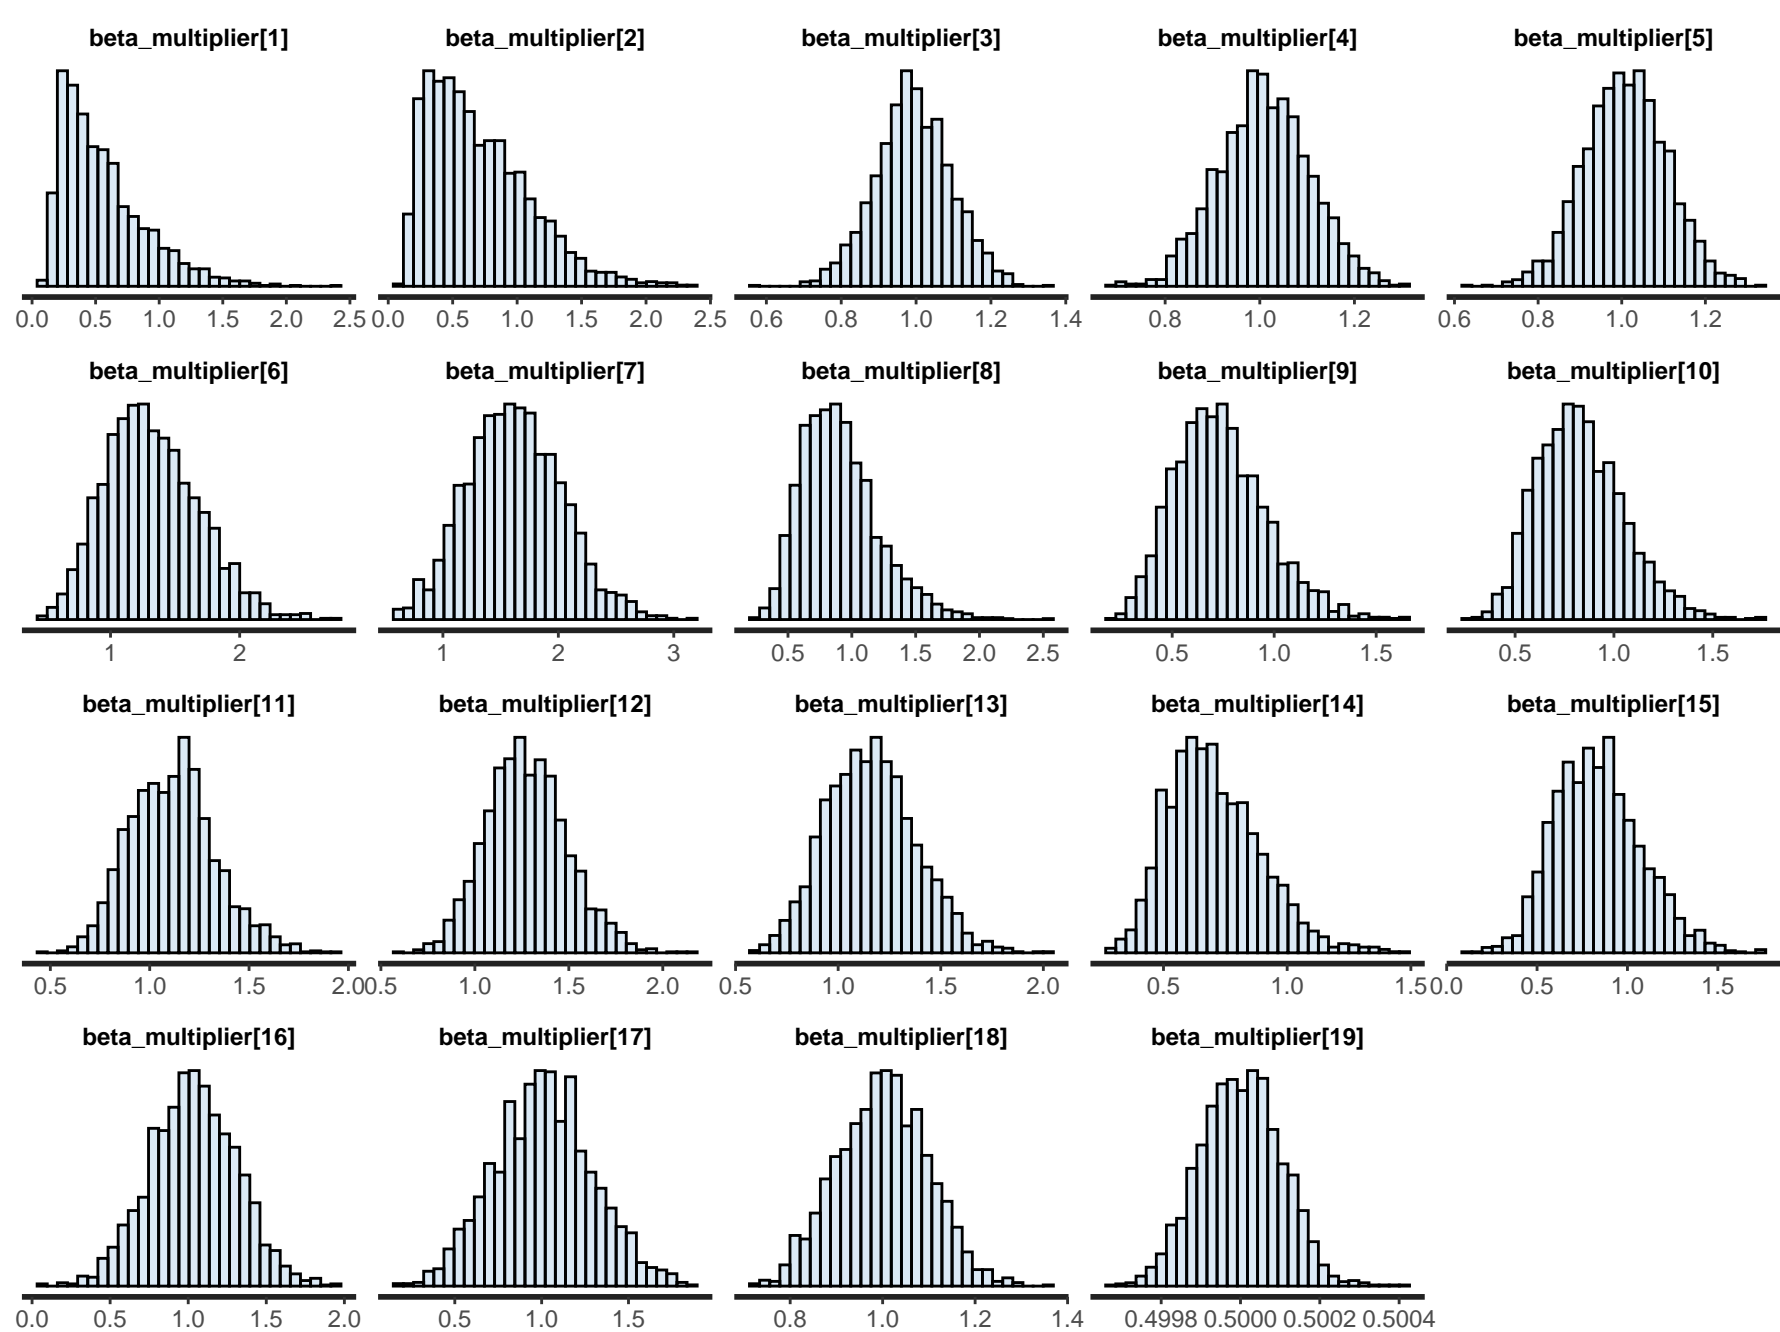 beta_multiplier[1] beta_multiplier[2] beta_multiplier[3] beta_multiplier[4] beta_multiplier[5]
0.0 0.5 1.0 1.5 2.0 2.5 0.0 0.5 1.0 1.5 2.0 2.5 0.6 0.8 1.0 1.2 1.4 0.8 1.0 1.2 0.6 0.8 1.0 1.2
beta_multiplier[6] beta_multiplier[7] beta_multiplier[8] beta_multiplier[9] beta_multiplier[10]
1 2 1 2 3 0.5 1.0 1.5 2.0 2.5 0.5 1.0 1.5 0.5 1.0 1.5
beta_multiplier[11] beta_multiplier[12] beta_multiplier[13] beta_multiplier[14] beta_multiplier[15]
0.5 1.0 1.5 2.0 0.5 1.0 1.5 2.0 0.5 1.0 1.5 2.0 0.5 1.0 1.5 0.0 0.5 1.0 1.5
beta_multiplier[16] beta_multiplier[17] beta_multiplier[18] beta_multiplier[19]
0.0 0.5 1.0 1.5 2.0 0.5 1.0 1.5 0.8 1.0 1.2 1.4 0.4998 0.5000 0.5002 0.5004